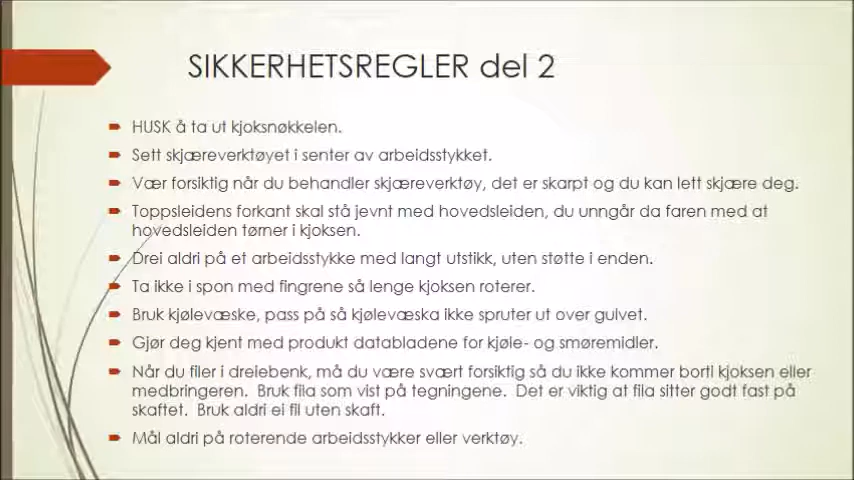 SIKKERHETSREGLER del 2
HUSK å ta ut kjoksnøkkelen.
Sett skjæreverktøyet i senter av arbeidsstykket.
Vær forsiktig når du behandler skjæreverktøy, det er skarpt og du kan lett skjære deg.
Toppsleidens forkant skal stå jevnt med hovedsleiden, du unngår da faren med at
hovedsleiden tørner i kjoksen.
Drei aldri på et arbeidsstykke med langt utstikk, uten støtte i enden.
Ta ikke i spon med fingrene så lenge kjoksen roterer.
Bruk kjølevæske, pass på så kjølevæska ikke spruter ut over gulvet.
Gjør deg kjent med produkt databladene for kjøle- og smøremidler.
Når du filer i dreiebenk, må du være svært forsiktig så du ikke kommer borti kjoksen eller
medbringeren. Bruk fila som vist på tegningene. Det er viktig at fila sitter godt fast på
skaftet. Bruk aldri ei fil uten skaft.
Mål aldri på roterende arbeidsstykker eller verktøy.